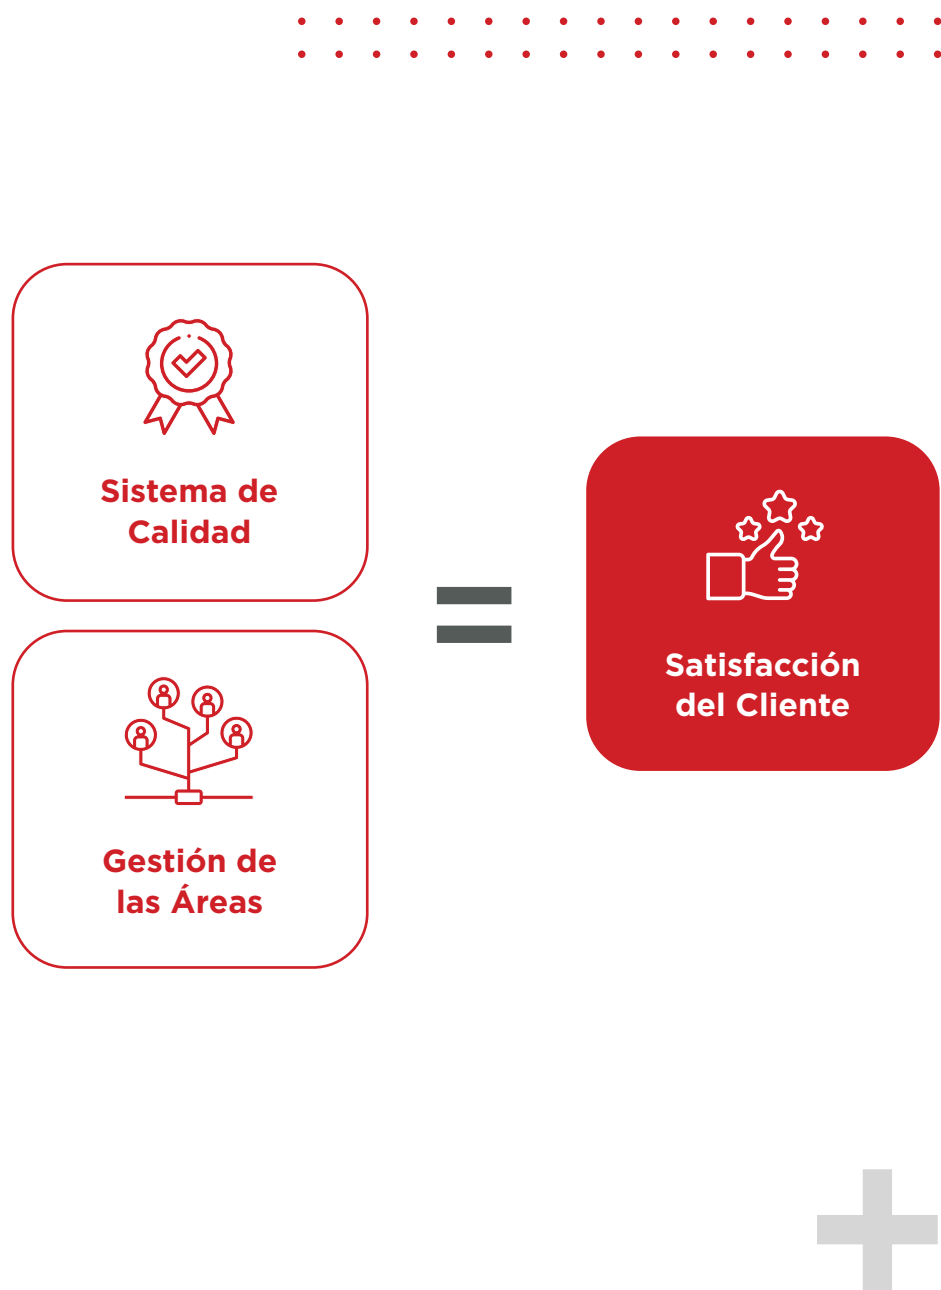 Sistema de
Calidad
Gestión de
las Áreas
=
Satisfacción
del Cliente